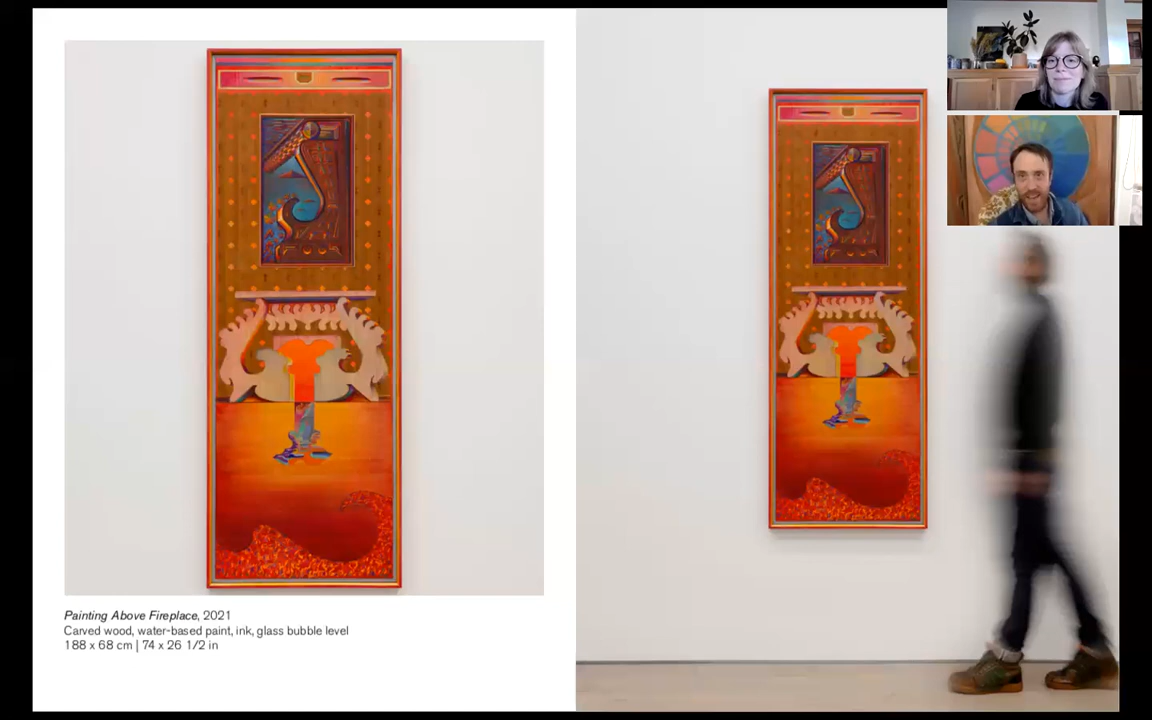 Painting Above Fireplace, 2021
Carved wood, water-based paint, ink, glass bubble level
188 x 68 cm | 74 x 26 1/2 in